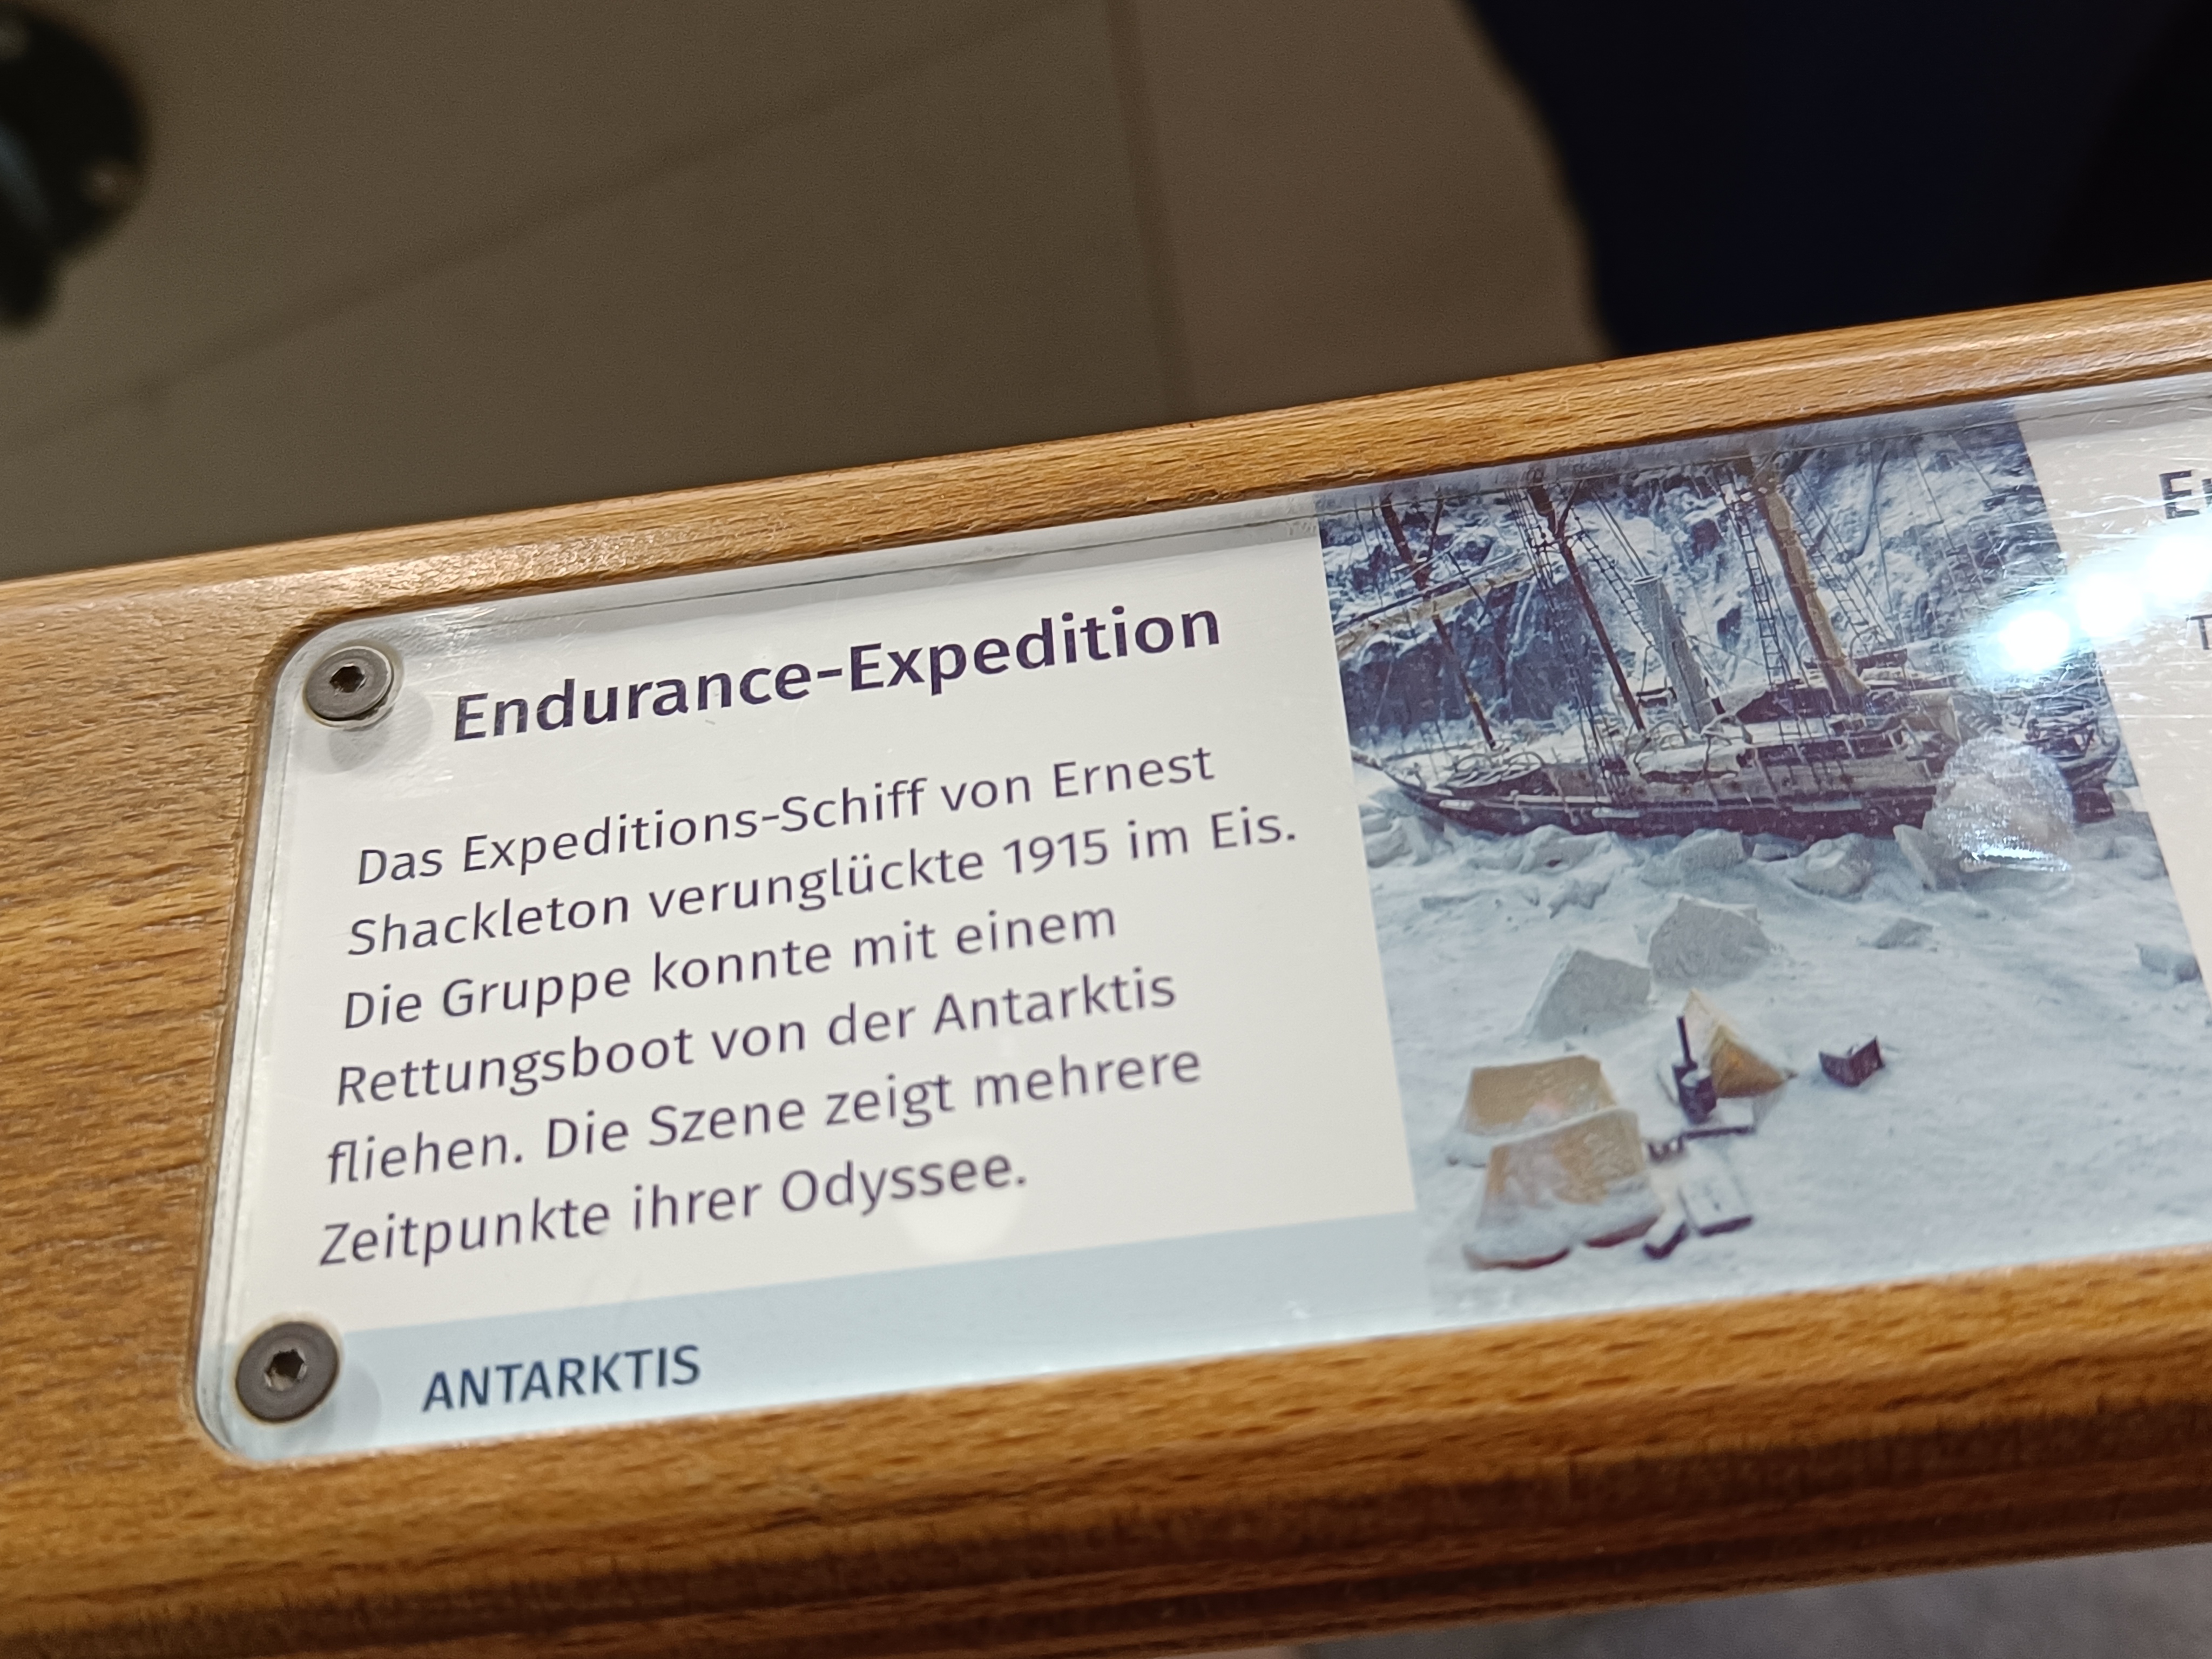 Endurance-Expedition
Das Expeditions-Schiff von Ernest
Shackleton verunglückte 1915 im Eis.
Die Gruppe konnte mit einem
Rettungsboot von der Antarktis
fliehen. Die Szene zeigt mehrere
Zeitpunkte ihrer Odyssee.
ANTARKTIS